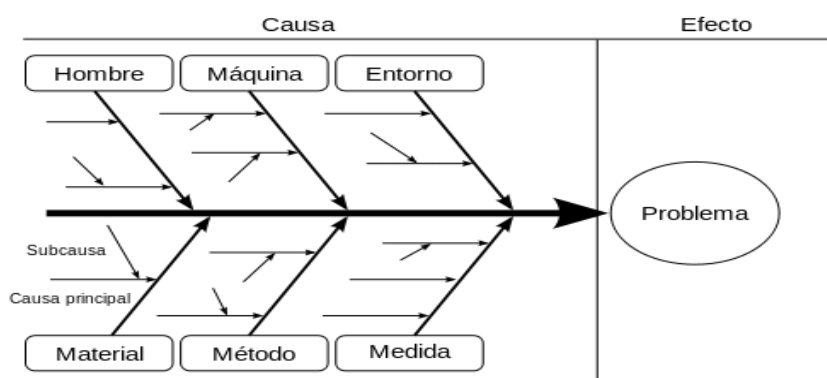 Causa
Efecto
Hombre
Máquina
Entorno
Problema
Subcausa
Causa principal
Material
Método
Medida